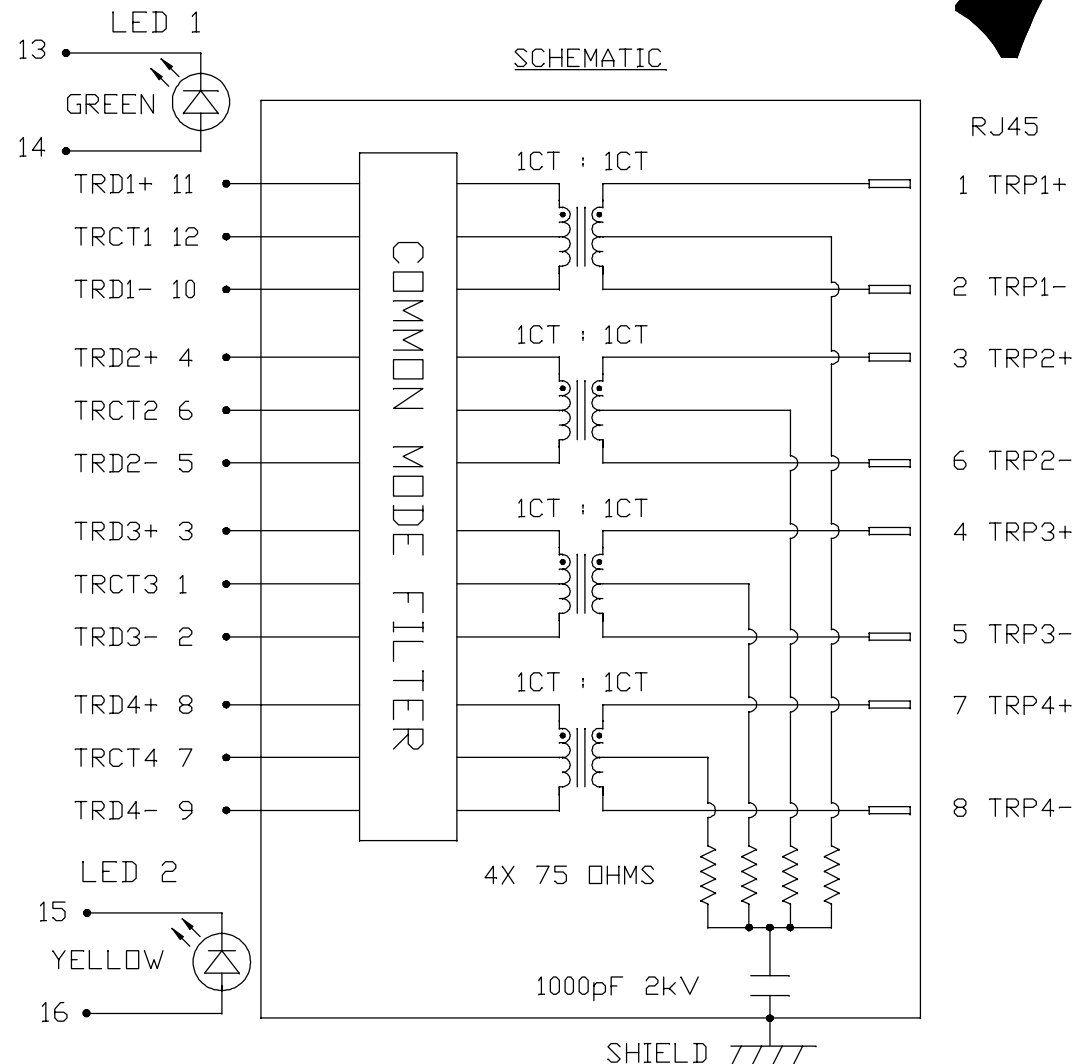 LED 1
13
GREEN
14
SCHEMATIC
RJ45
1CT : 1CT
TRD1+ 11
1 TRP1+
TRCT1 12
TRD1- 10
2 TRP1-
1CT : 1CT
TRD2+ 4
3 TRP2+
TRCT2 6
TRD2- 5
6 TRP2-
1CT : 1CT
TRD3+ 3
4 TRP3+
TRCT3 1
TRD3- 2
5 TRP3-
1CT : 1CT
TRD4+ 8
7 TRP4+
TRCT4 7
TRD4- 9
8 TRP4-
COMMON MODE FILTER
4X 75 OHMS
LED 2
15
YELLOW
16
1000pF 2kV
SHIELD